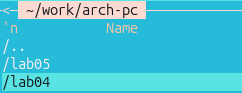 <— ~/work/arch-pc
'n Name
/..
/lab05
/lab04